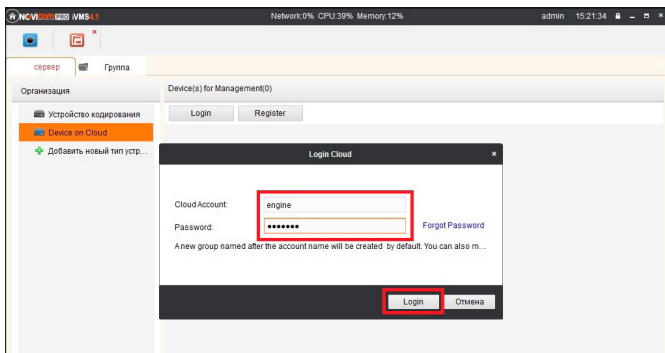 NOVIcam PRO iVMS4.1 Network:0% CPU:39% Memory:12% admin 15:21:34
сервер Группа
Организация Device(s) for Management(0)
Устройство кодирования Login Register
Device on Cloud
Добавить новый тип устр...
Login Cloud
Cloud Account: engine
Password: ●●●●●●● Forgot Password
A new group named after the account name will be created by default. You can also m...
Login Отмена